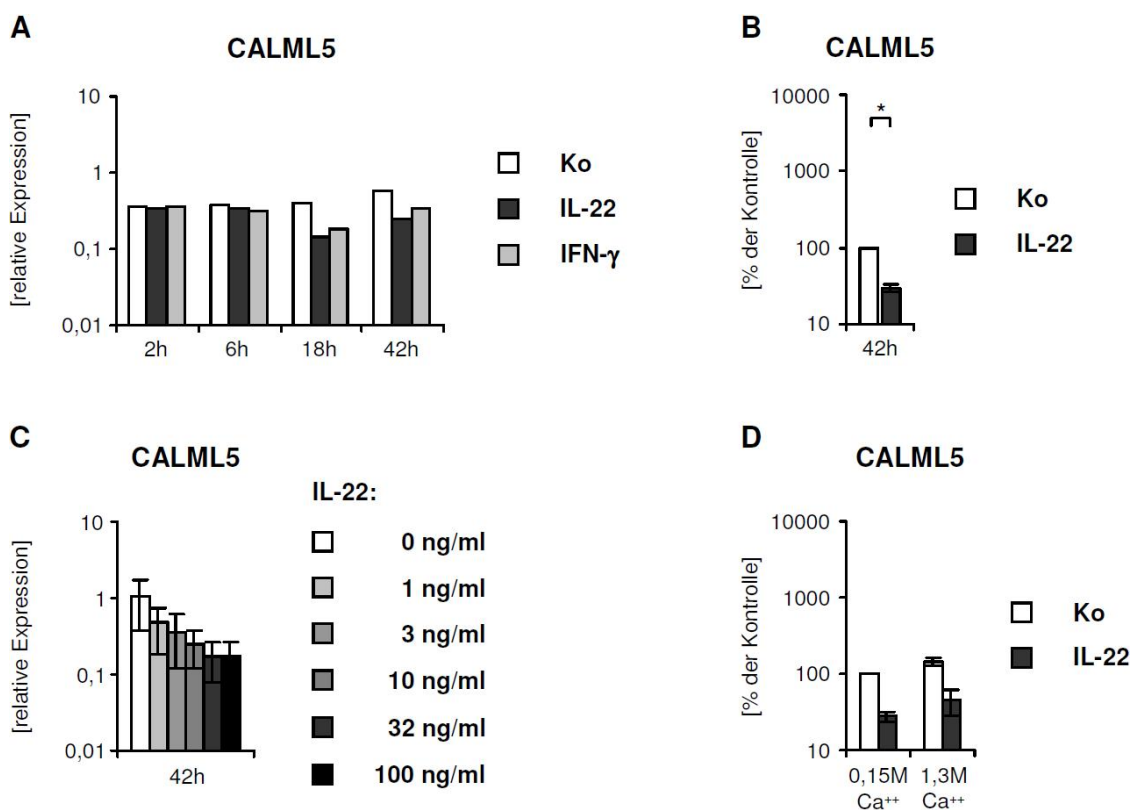 A
CALML5
[relative Expression]
10
1
0,1
0,01
2h
6h
18h
42h
Ko
IL-22
IFN-γ
B
CALML5
[% der Kontrolle]
10000
1000
100
10
*
42h
Ko
IL-22
C
CALML5
[relative Expression]
10
1
0,1
0,01
42h
IL-22:
0 ng/ml
1 ng/ml
3 ng/ml
10 ng/ml
32 ng/ml
100 ng/ml
D
CALML5
[% der Kontrolle]
10000
1000
100
10
0,15M
Ca⁺⁺
1,3M
Ca⁺⁺
Ko
IL-22